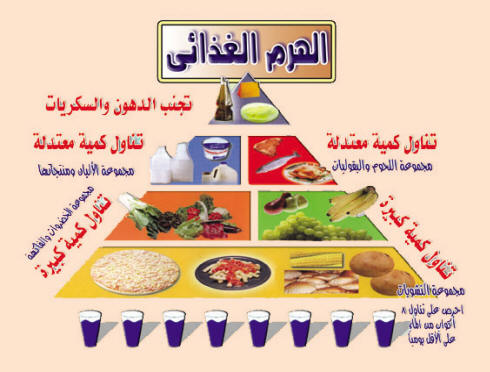 الهرم الغذائى
تجنب الدهون والسكريات
تناول كمية معتدلة
مجموعة اللحوم والبقوليات
تناول كمية معتدلة
مجموعة الألبان ومنتجاتها
تناول كمية كبيرة
مجموعة الخضروات والفاكهة
تناول كمية كبيرة
مجموعة النشويات
احرص على تناول ٨
أكواب من الماء
على الأقل يومياً